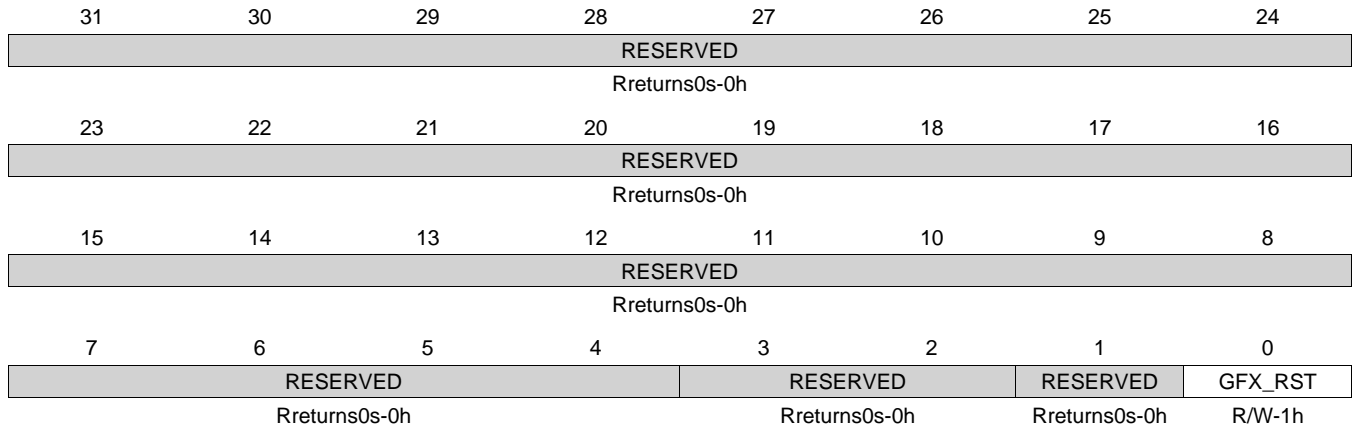 31 30 29 28 27 26 25 24
RESERVED
Rreturns0s-0h
23 22 21 20 19 18 17 16
RESERVED
Rreturns0s-0h
15 14 13 12 11 10 9 8
RESERVED
Rreturns0s-0h
7 6 5 4 3 2 1 0
RESERVED RESERVED RESERVED GFX_RST
Rreturns0s-0h Rreturns0s-0h Rreturns0s-0h R/W-1h